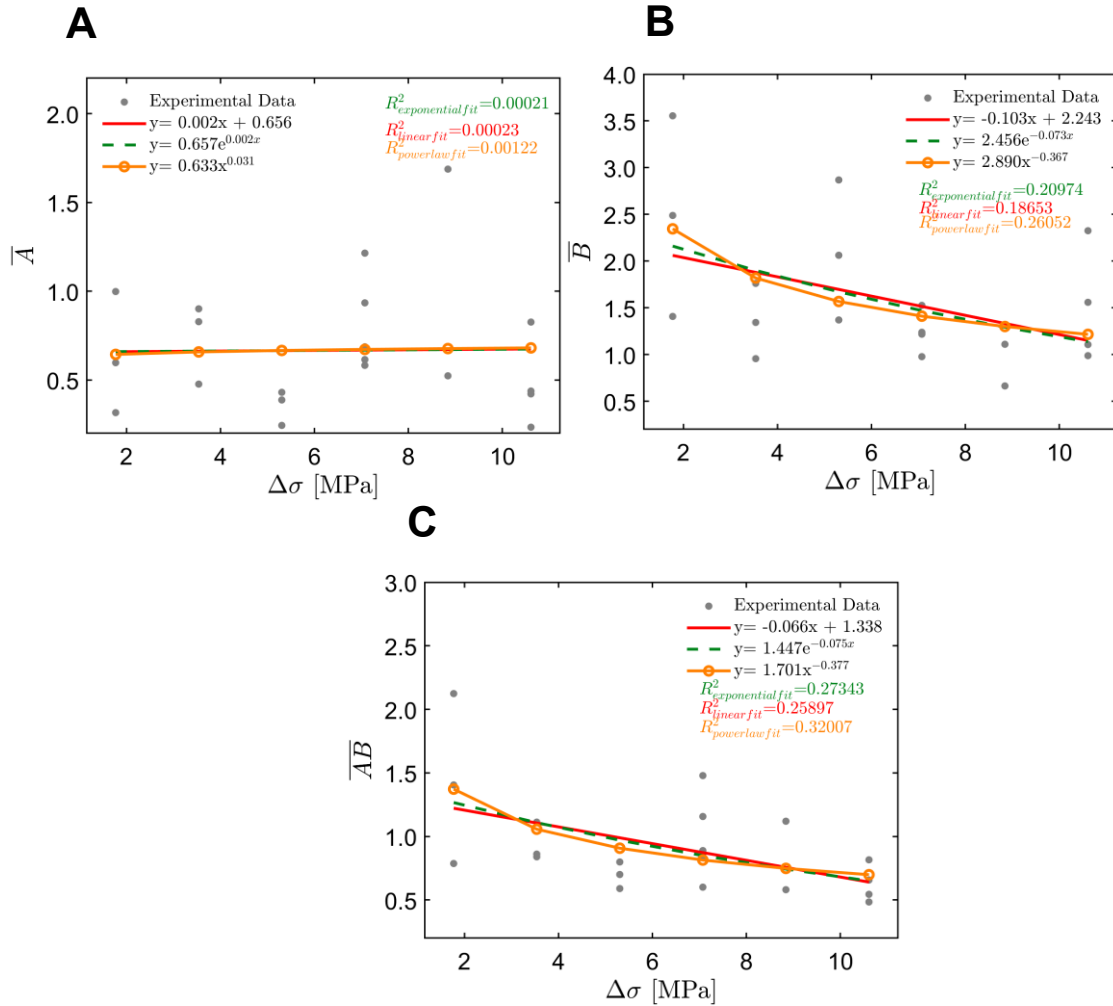 A
2.0
1.5
1.0
0.5
A
Experimental Data
y= 0.002x + 0.656
y= 0.657e^0.002x
y= 0.633x^0.031
R²exponentialfit=0.00021
R²linearfit=0.00023
R²powerlawfit=0.00122
2 4 6 8 10
Δσ [MPa]
B
4.0
3.5
3.0
2.5
2.0
1.5
1.0
0.5
B
Experimental Data
y= -0.103x + 2.243
y= 2.456e^−0.073x
y= 2.890x^−0.367
R²exponentialfit=0.20974
R²linearfit=0.18653
R²powerlawfit=0.26052
2 4 6 8 10
Δσ [MPa]
C
3.0
2.5
2.0
1.5
1.0
0.5
AB
Experimental Data
y= -0.066x + 1.338
y= 1.447e^−0.075x
y= 1.701x^−0.377
R²exponentialfit=0.27343
R²linearfit=0.25897
R²powerlawfit=0.32007
2 4 6 8 10
Δσ [MPa]